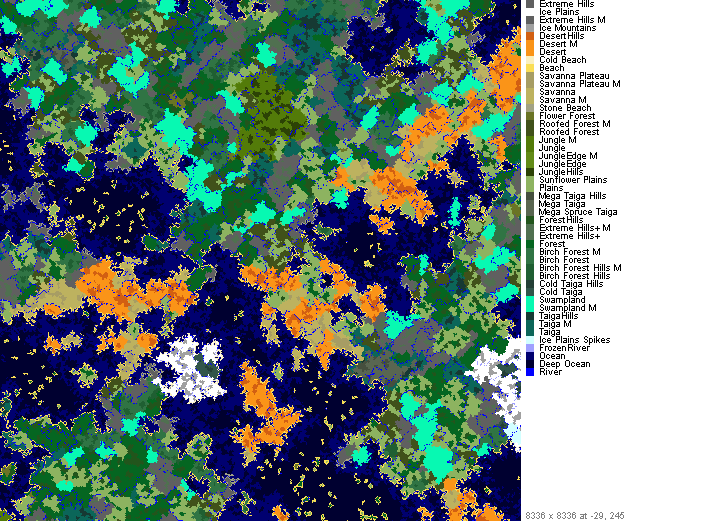 Extreme Hills
Ice Plains
Extreme Hills M
Ice Mountains
DesertHills
Desert M
Desert
Cold Beach
Beach
Savanna Plateau
Savanna Plateau M
Savanna
Savanna M
Stone Beach
Flower Forest
Roofed Forest M
Roofed Forest
Jungle M
Jungle
JungleEdge M
JungleEdge
JungleHills
Sunflower Plains
Plains
Mega Taiga Hills
Mega Taiga
Mega Spruce Taiga
ForestHills
Extreme Hills+ M
Extreme Hills+
Forest
Birch Forest M
Birch Forest
Birch Forest Hills M
Birch Forest Hills
Cold Taiga Hills
Cold Taiga
Swampland
Swampland M
TaigaHills
Taiga M
Taiga
Ice Plains Spikes
FrozenRiver
Ocean
Deep Ocean
River
8336 x 8336 at -29, 245